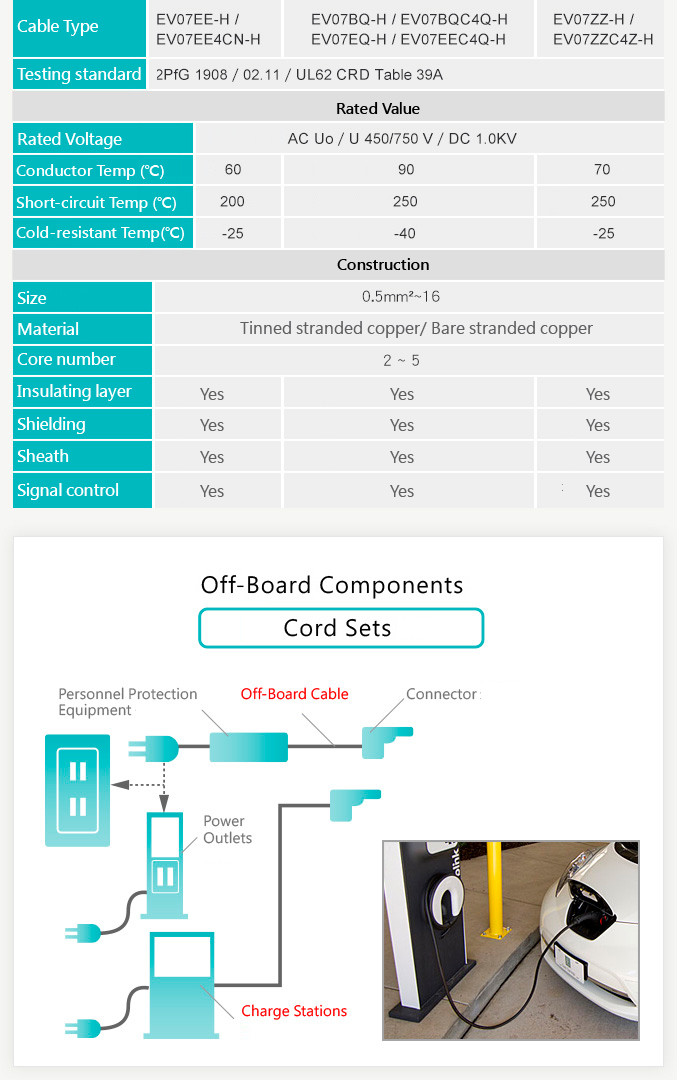 Cable Type
EV07EE-H /
EV07EE4CN-H
EV07BQ-H / EV07BQC4Q-H
EV07EQ-H / EV07EEC4Q-H
EV07ZZ-H /
EV07ZZC4Z-H
Testing standard 2PfG 1908 / 02.11 / UL62 CRD Table 39A
Rated Value
Rated Voltage AC Uo / U 450/750 V / DC 1.0KV
Conductor Temp (℃) 60 90 70
Short-circuit Temp (℃) 200 250 250
Cold-resistant Temp(℃) -25 -40 -25
Construction
Size 0.5mm²~16
Material Tinned stranded copper/ Bare stranded copper
Core number 2 ~ 5
Insulating layer Yes Yes Yes
Shielding Yes Yes Yes
Sheath Yes Yes Yes
Signal control Yes Yes Yes
Off-Board Components
Cord Sets
Personnel Protection
Equipment
Off-Board Cable
Connector
Power
Outlets
Charge Stations